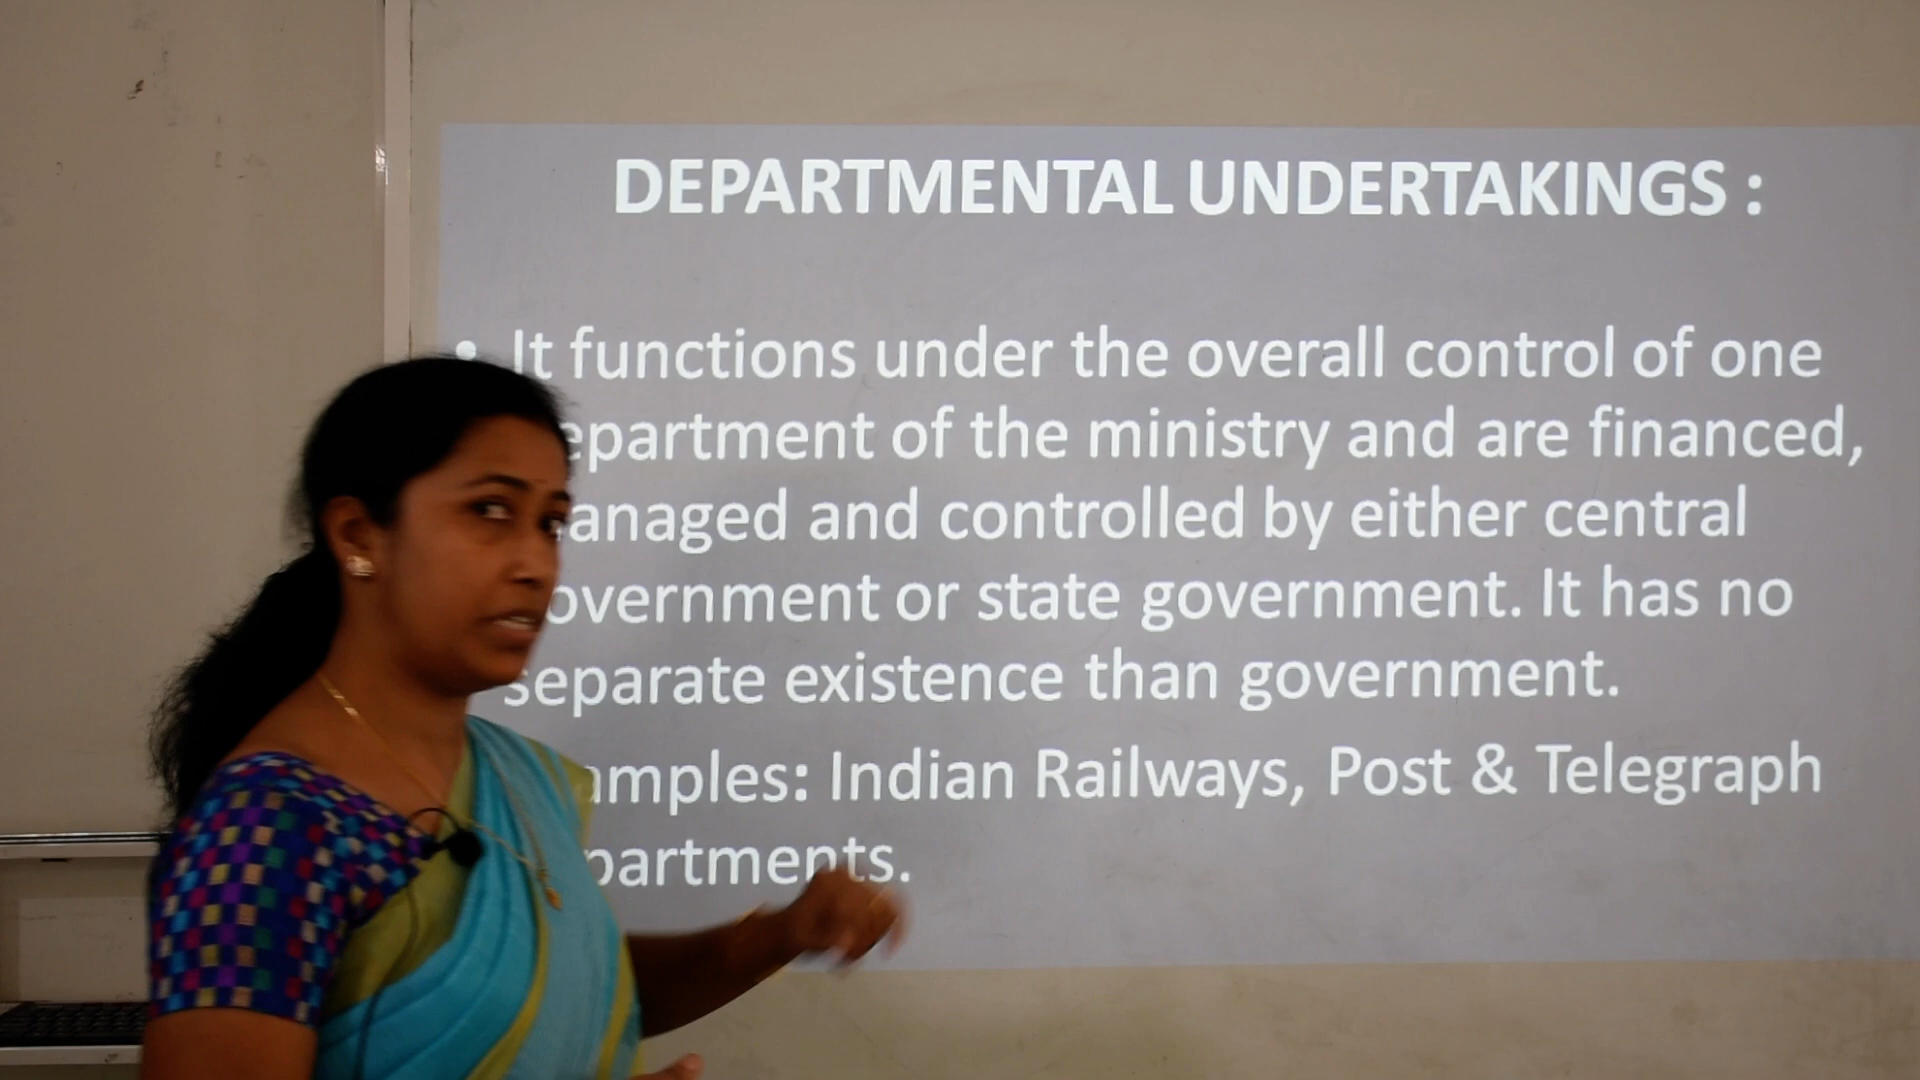 DEPARTMENTAL UNDERTAKINGS :
• It functions under the overall control of one
epartment of the ministry and are financed,
anaged and controlled by either central
overnment or state government. It has no
separate existence than government.
amples: Indian Railways, Post & Telegraph
partments.